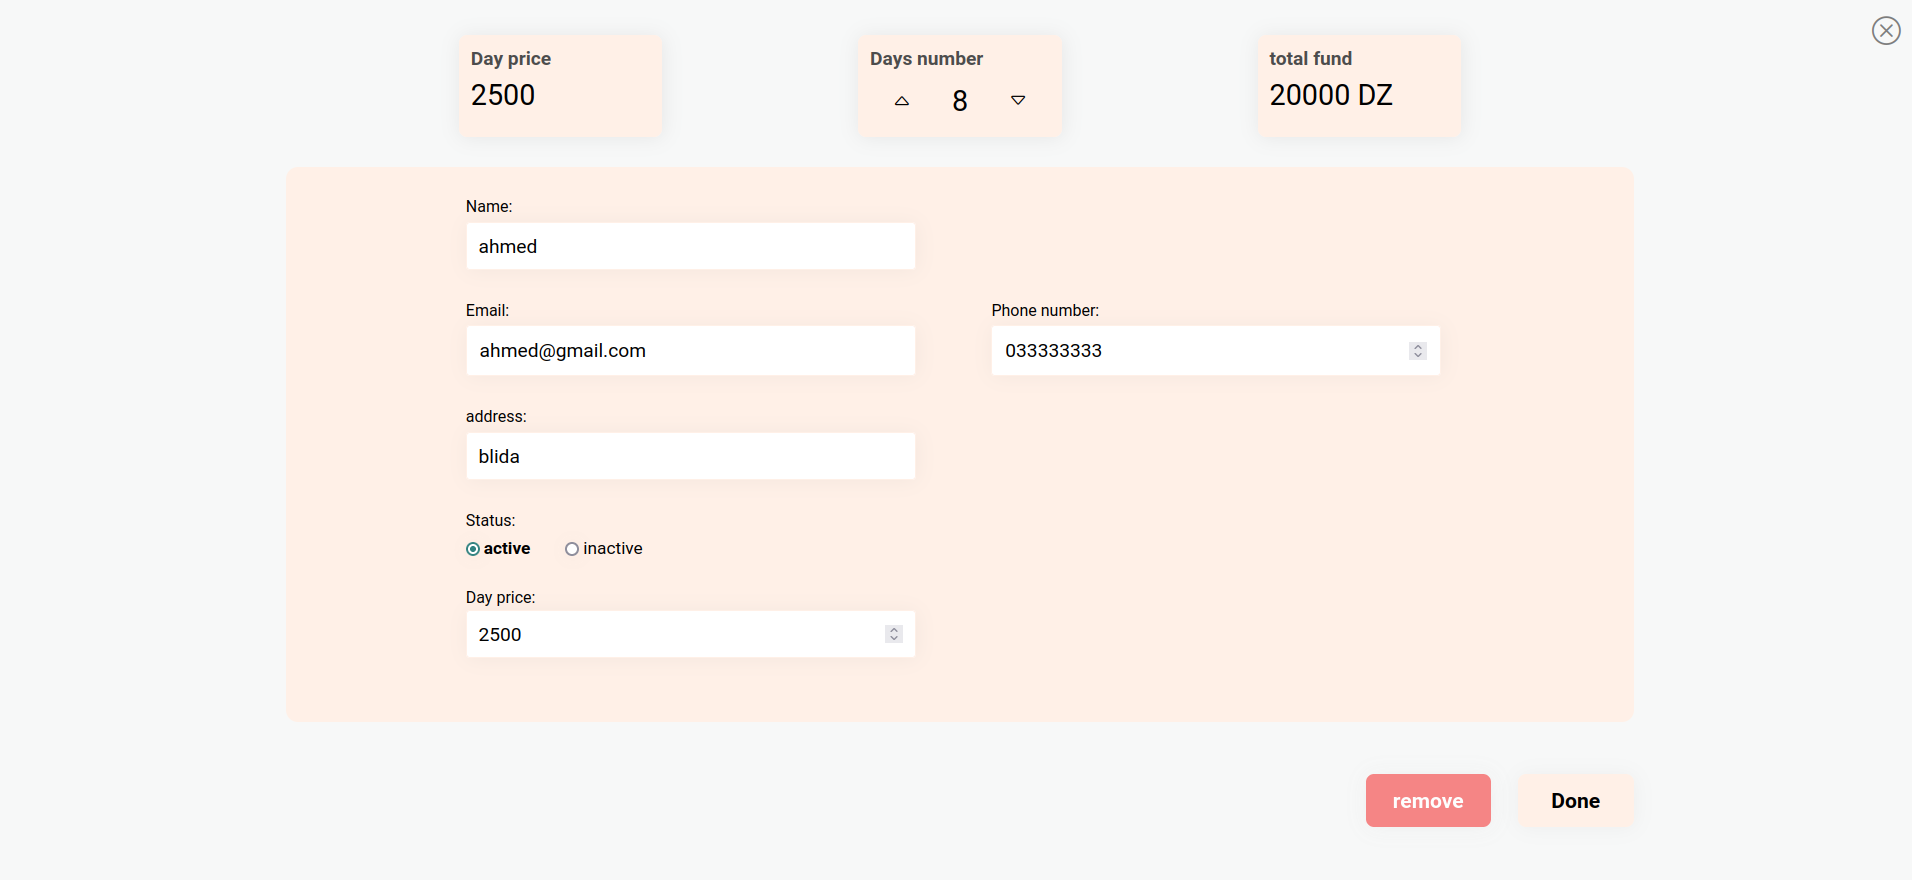 Day price
2500
Days number
8
total fund
20000 DZ
Name:
ahmed
Email:
ahmed@gmail.com
Phone number:
033333333
address:
blida
Status:
active inactive
Day price:
2500
remove Done